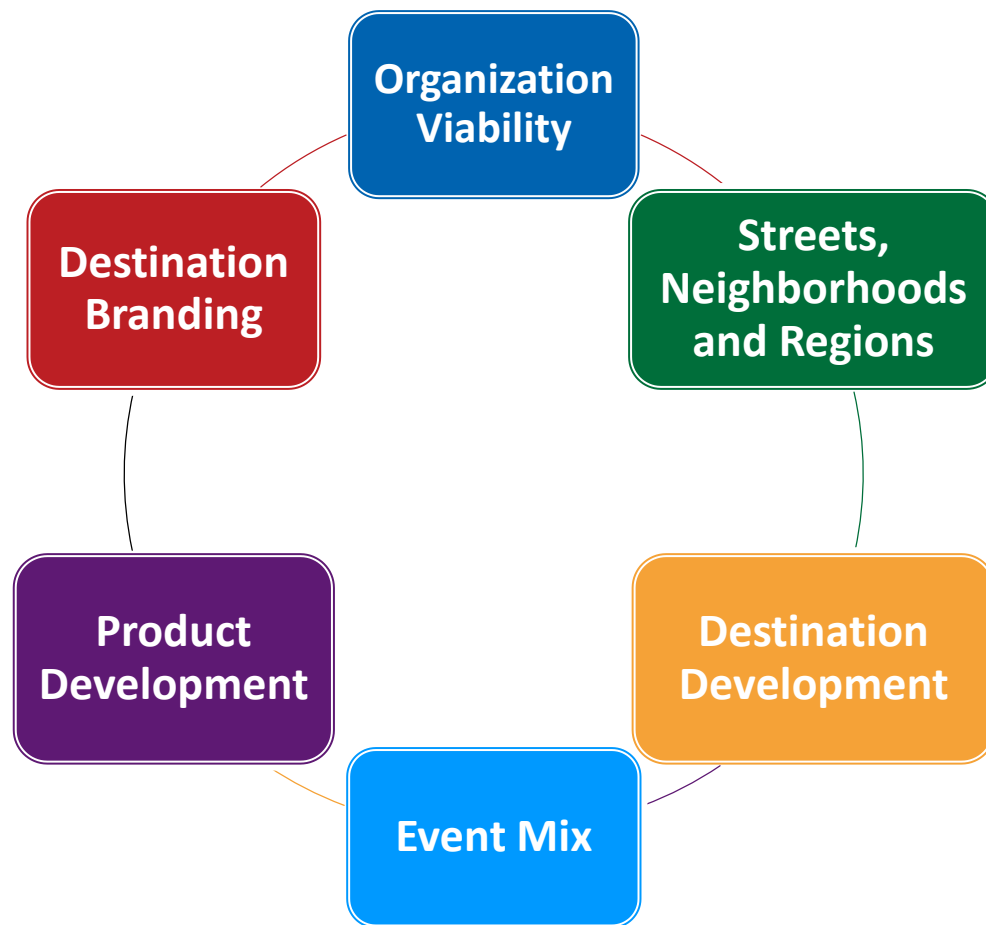 Organization
Viability
Streets,
Neighborhoods
and Regions
Destination
Development
Event Mix
Product
Development
Destination
Branding